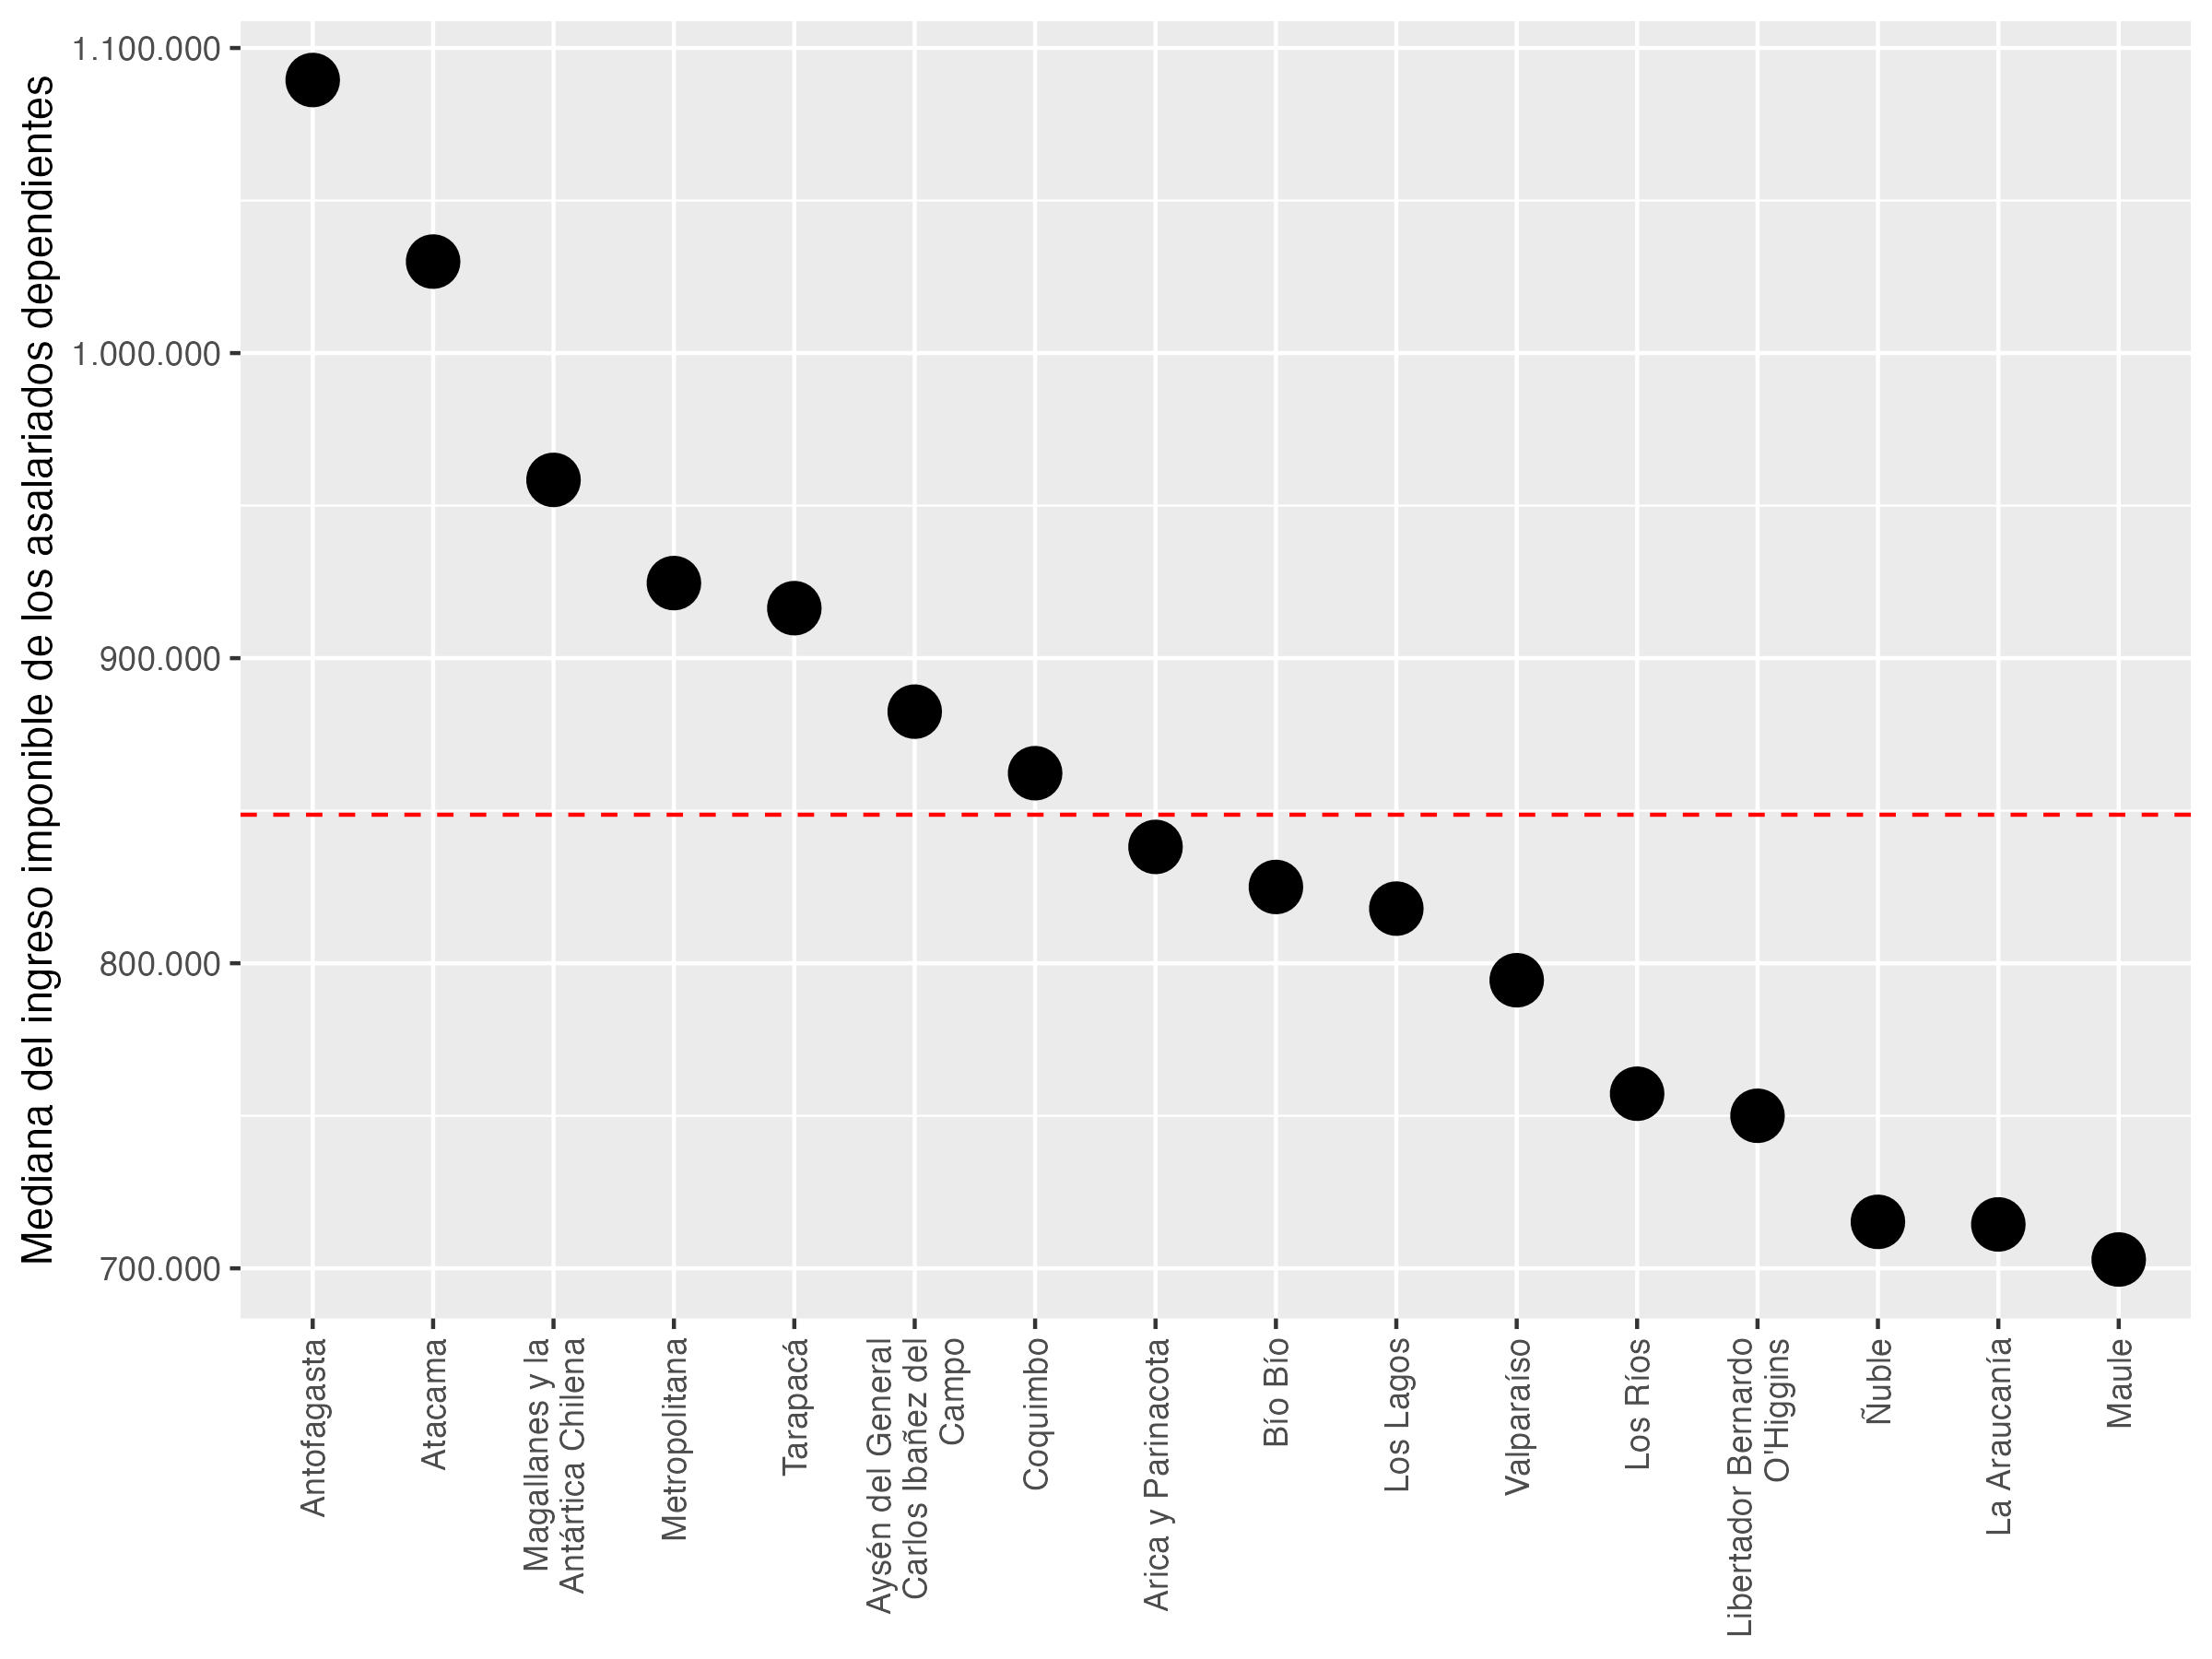 Mediana del ingreso imponible de los asalariados dependientes
1.100.000
1.000.000
900.000
800.000
700.000
Antofagasta
Atacama
Magallanes y la
Antártica Chilena
Metropolitana
Tarapacá
Aysén del General
Carlos Ibañez del
Campo
Coquimbo
Arica y Parinacota
Bío Bío
Los Lagos
Valparaíso
Los Ríos
Libertador Bernardo
O'Higgins
Ñuble
La Araucanía
Maule